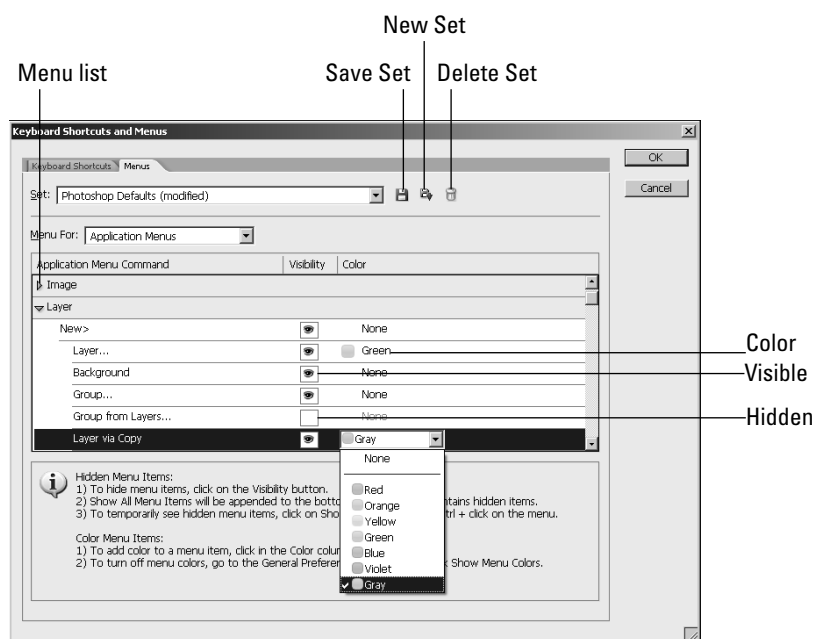 New Set
Menu list
Save Set
Delete Set
Keyboard Shortcuts and Menus
Keyboard Shortcuts
Menus
OK
Set:
Photoshop Defaults (modified)
Cancel
Menu For:
Application Menus
Application Menu Command
Visibility
Color
Image
Layer
New>
None
Layer...
Green
Color
Background
None
Visible
Group...
None
Group from Layers...
None
Hidden
Layer via Copy
Gray
None
Red
Orange
Yellow
Green
Blue
Violet
Gray
Hidden Menu Items:
1) To hide menu items, click on the Visibility button.
2) Show All Menu Items will be appended to the hidden items.
3) To temporarily see hidden menu items, click on + click on the menu.
Color Menu Items:
1) To add color to a menu item, click in the Color
2) To turn off menu colors, go to the General Show Menu Colors.